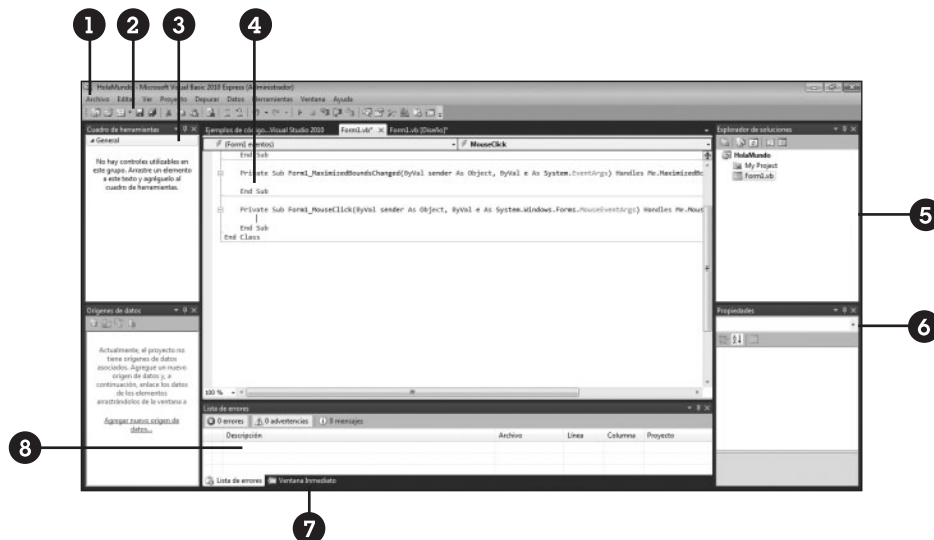 1 2 3 4
HolaMundo - Microsoft Visual Basic 2010 Express (Administrador)
Archivo Editar Ver Proyecto Depurar Datos Herramientas Ventana Ayuda
Cuadro de herramientas
General
No hay controles utilizables en
este grupo. Arrastre un elemento
a este texto y agréguelo al
cuadro de herramientas.
Orígenes de datos
Actualmente, el proyecto no
tiene orígenes de datos
asociados. Agregue un nuevo
origen de datos y, a
continuación, enlace los datos
de los elementos
arrastrándolos de la ventana a
Agregar nuevo origen de
datos...
Ejemplos de código...Visual Studio 2010 Form1.vb* Form1.vb [Diseño]*
(Form1 eventos) MouseClick
End Sub
Private Sub Form1_MaximizedBoundsChanged(ByVal sender As Object, ByVal e As System.EventArgs) Handles Me.MaximizedBo
End Sub
Private Sub Form1_MouseClick(ByVal sender As Object, ByVal e As System.Windows.Forms.MouseEventArgs) Handles Me.Mous
End Sub
End Class
100 %
Lista de errores
0 errores 0 advertencias 0 mensajes
Descripción Archivo Línea Columna Proyecto
Lista de errores Ventana Inmediato
Explorador de soluciones
HolaMundo
My Project
Form1.vb
Propiedades
5
6
8
7